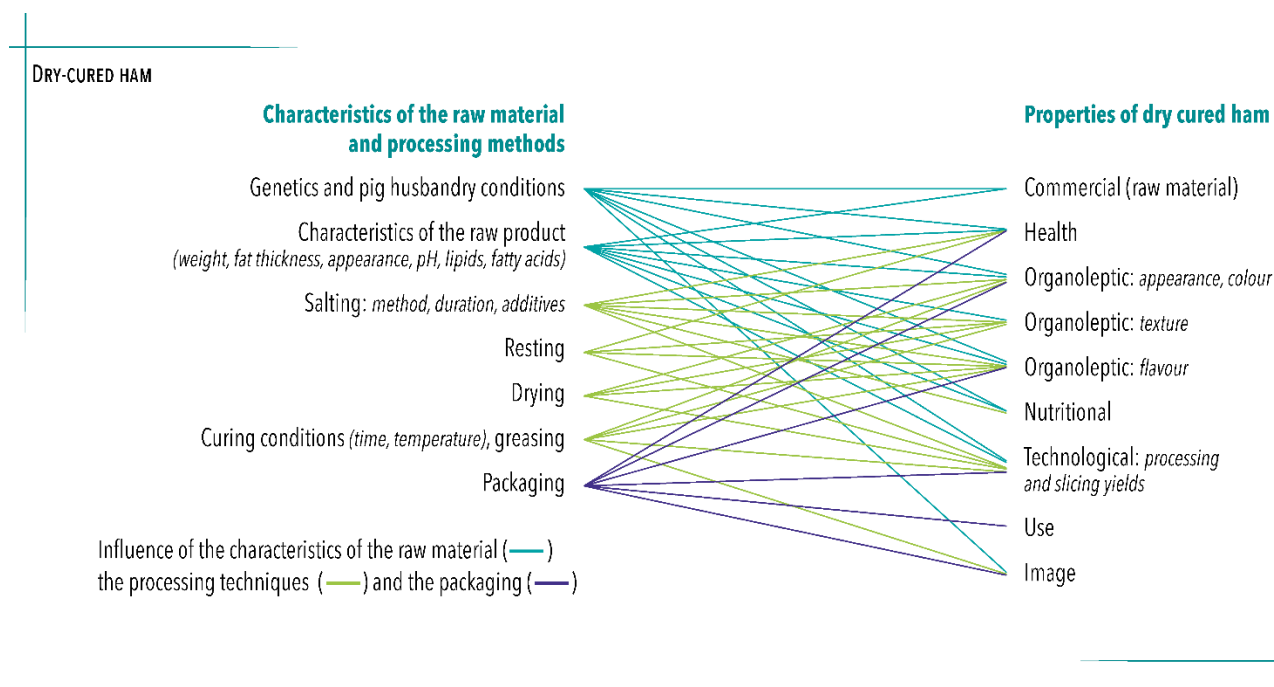 DRY-CURED HAM
Characteristics of the raw material
and processing methods
Genetics and pig husbandry conditions
Characteristics of the raw product
(weight, fat thickness, appearance, pH, lipids, fatty acids)
Salting: method, duration, additives
Resting
Drying
Curing conditions (time, temperature), greasing
Packaging
Properties of dry cured ham
Commercial (raw material)
Health
Organoleptic: appearance, colour
Organoleptic: texture
Organoleptic: flavour
Nutritional
Technological: processing
and slicing yields
Use
Image
Influence of the characteristics of the raw material ( )
the processing techniques ( ) and the packaging ( )